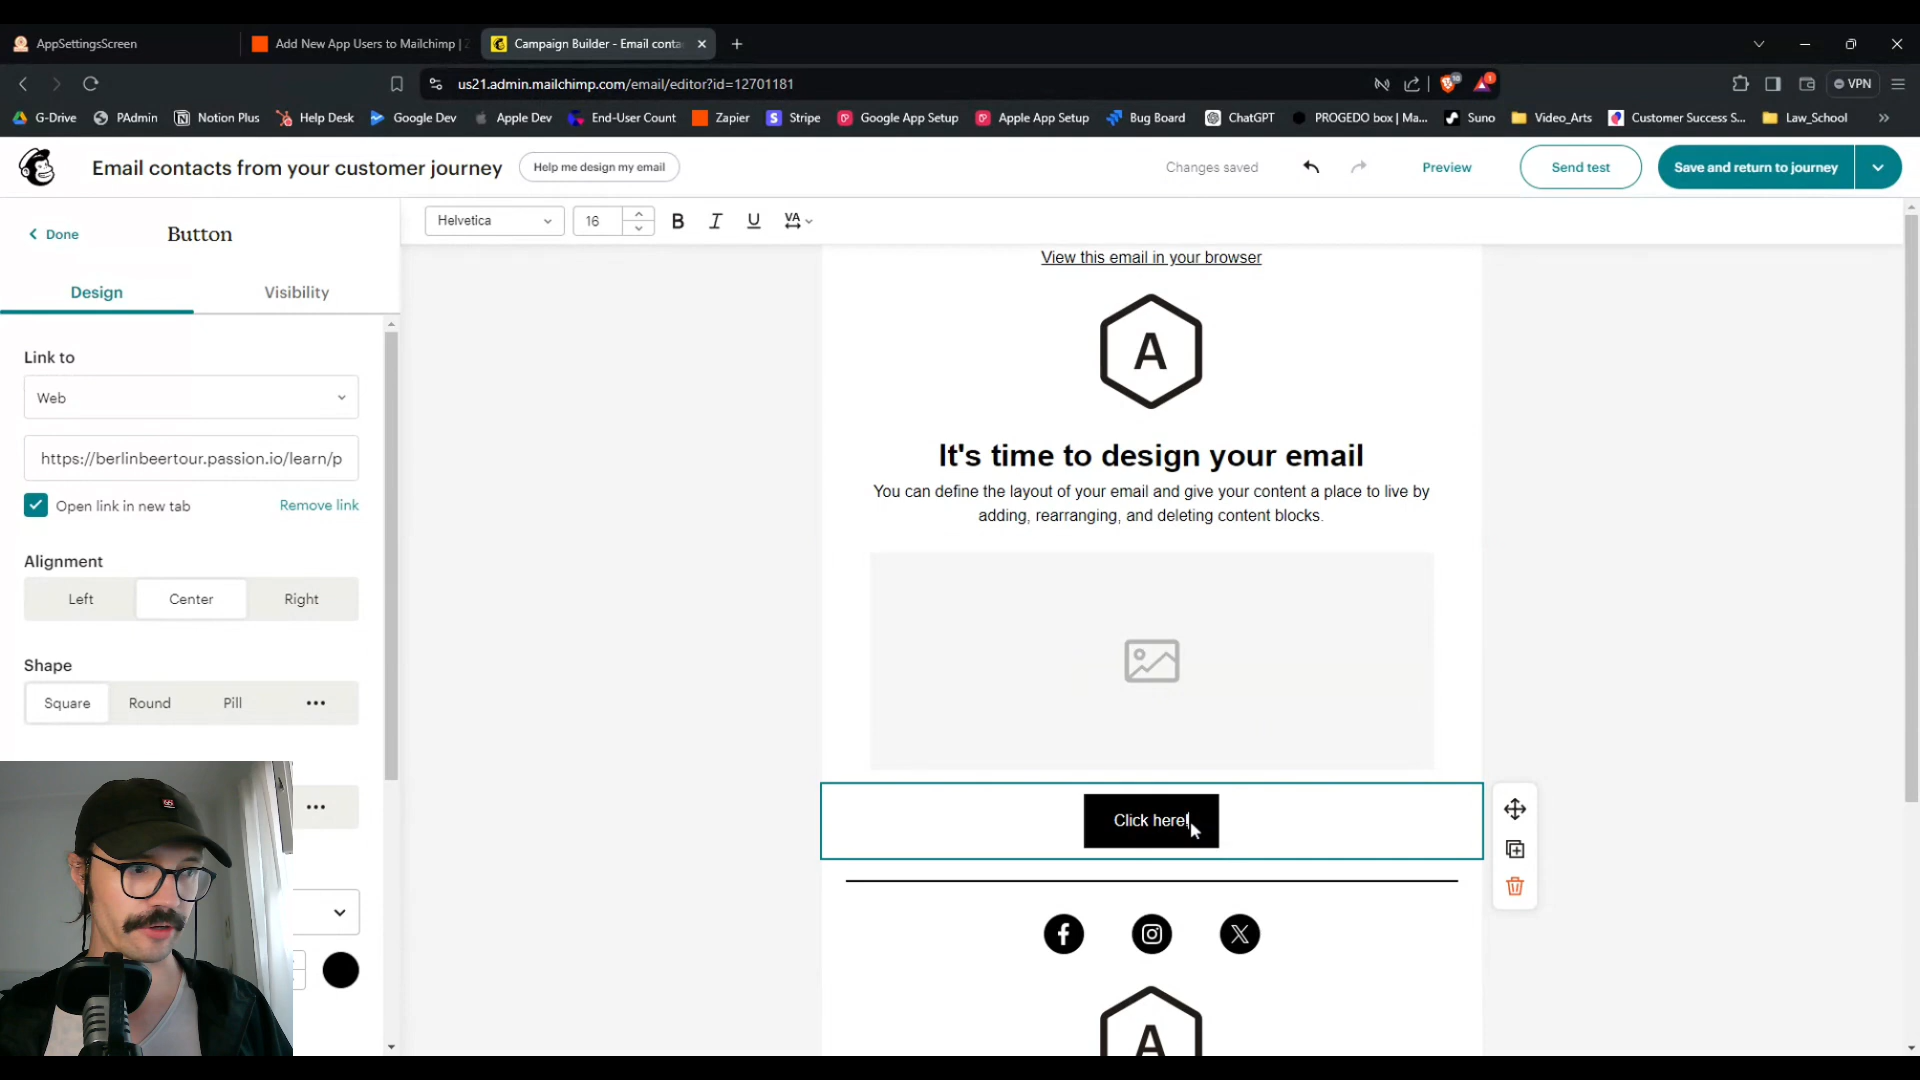 AppSettingsScreen
Add New App Users to Mailchimp |
Campaign Builder - Email conta
us21.admin.mailchimp.com/email/editor?id=12701181
VPN
G-Drive
PAdmin
Notion Plus
Help Desk
Google Dev
Apple Dev
End-User Count
Zapier
Stripe
Google App Setup
Apple App Setup
Bug Board
ChatGPT
PROGEDO box | Ma...
Suno
Video_Arts
Customer Success S...
Law_School
Email contacts from your customer journey
Help me design my email
Changes saved
Preview
Send test
Save and return to journey
Done
Button
Helvetica
16
B I U VA
Design
Visibility
View this email in your browser
Link to
Web
https://berlinbeertour.passion.io/learn/p
Open link in new tab
Remove link
Alignment
Left
Center
Right
Shape
Square
Round
Pill
A
It's time to design your email
You can define the layout of your email and give your content a place to live by
adding, rearranging, and deleting content blocks.
Click here!
A